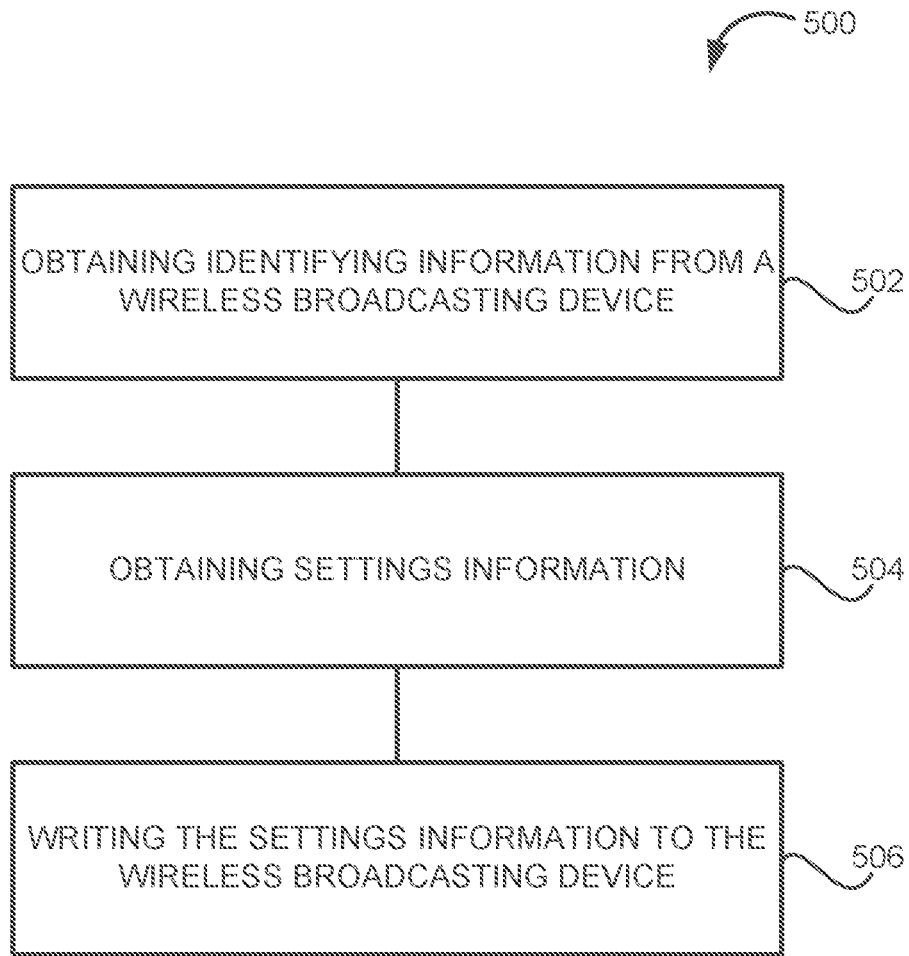 500
OBTAINING IDENTIFYING INFORMATION FROM A
WIRELESS BROADCASTING DEVICE
502
OBTAINING SETTINGS INFORMATION
504
WRITING THE SETTINGS INFORMATION TO THE
WIRELESS BROADCASTING DEVICE
506